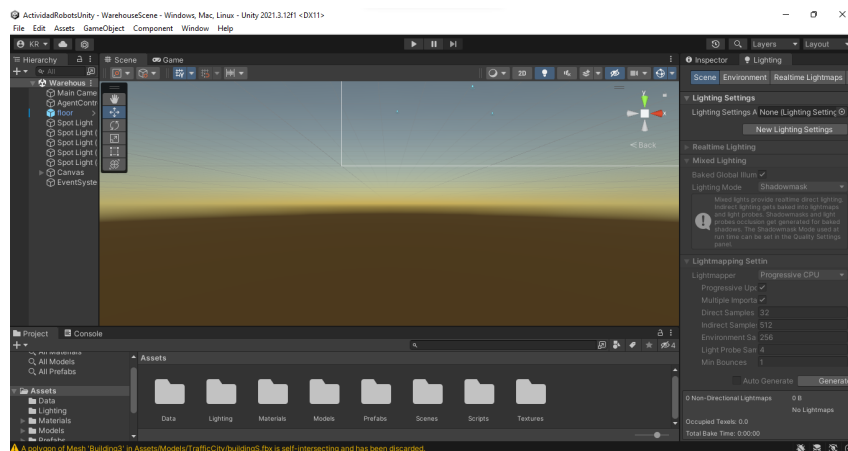 ActividadRobotsUnity - WarehouseScene - Windows, Mac, Linux - Unity 2021.3.12f1 <DX11>
File Edit Assets GameObject Component Window Help
KR Layers Layout
Hierarchy Scene Game Inspector Lighting
All 2D
Scene Environment Realtime Lightmaps
Warehous
Main Came
AgentContr
floor
Spot Light
Spot Light (
Spot Light (
Spot Light (
Spot Light (
Canvas
EventSyste
Y
Back
Lighting Settings
Lighting Settings A None (Lighting Setting
New Lighting Settings
Realtime Lighting
Mixed Lighting
Baked Global Illum
Lighting Mode Shadowmask
Mixed lights provide realtime direct lighting.
Indirect lighting gets baked into lightmaps
and light probes. Shadowmasks and light
probes occlusion get generated for baked
shadows. The Shadowmask Mode used at
run time can be set in the Quality Settings
panel.
Lightmapping Settin
Lightmapper Progressive CPU
Progressive Upd
Multiple Importa
Direct Samples 32
Indirect Sample 512
Environment Sa 256
Light Probe Sam 4
Min Bounces 1
Auto Generate Generate
0 Non-Directional Lightmaps 0 B
No Lightmaps
Occupied Texels: 0.0
Total Bake Time: 0:00:00
Project Console
4
All Materials
All Models
All Prefabs
Assets
Data
Lighting
Materials
Models
Prefabs
Assets
Data Lighting Materials Models Prefabs Scenes Scripts Textures
A polygon of Mesh 'Building3' in Assets/Models/TrafficCity/buildingS.fbx is self-intersecting and has been discarded.